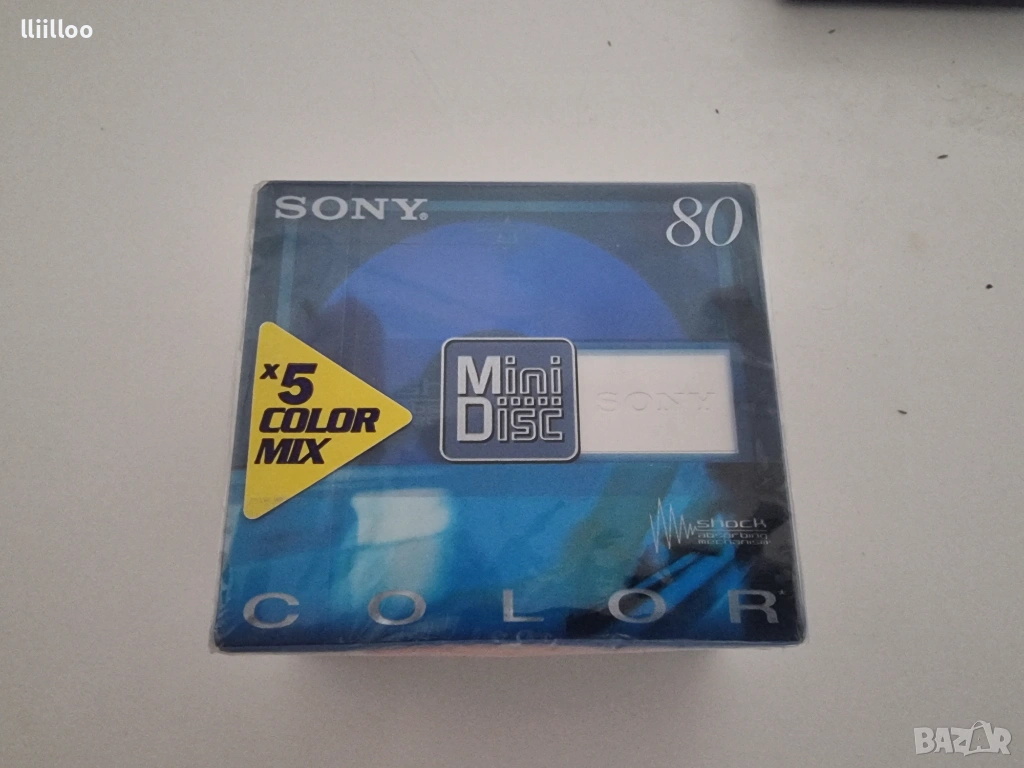 lliilloo
SONY®
80
x5
COLOR
MIX
Mini
Disc
SONY
shock
absorbing
mechanism
COLOR
BAZAR